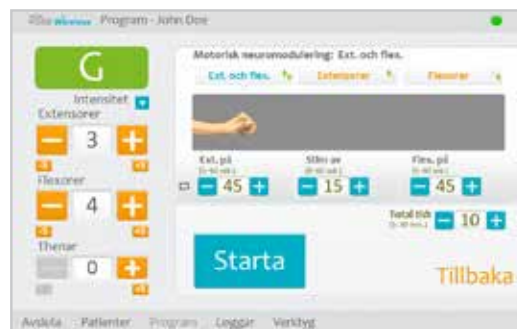 Program - John Doe
G
Intensitet
Extensorer
3
Flexorer
4
Thenar
0
Motorisk neuromodulering: Ext. och flex.
Ext. och flex.
Extensorer
Flexorer
Ext. på
45
Stim av
15
Flex. på
45
Total tid:
10
Starta
Tillbaka
Avsluta Patienter Program Loggar Verktyg